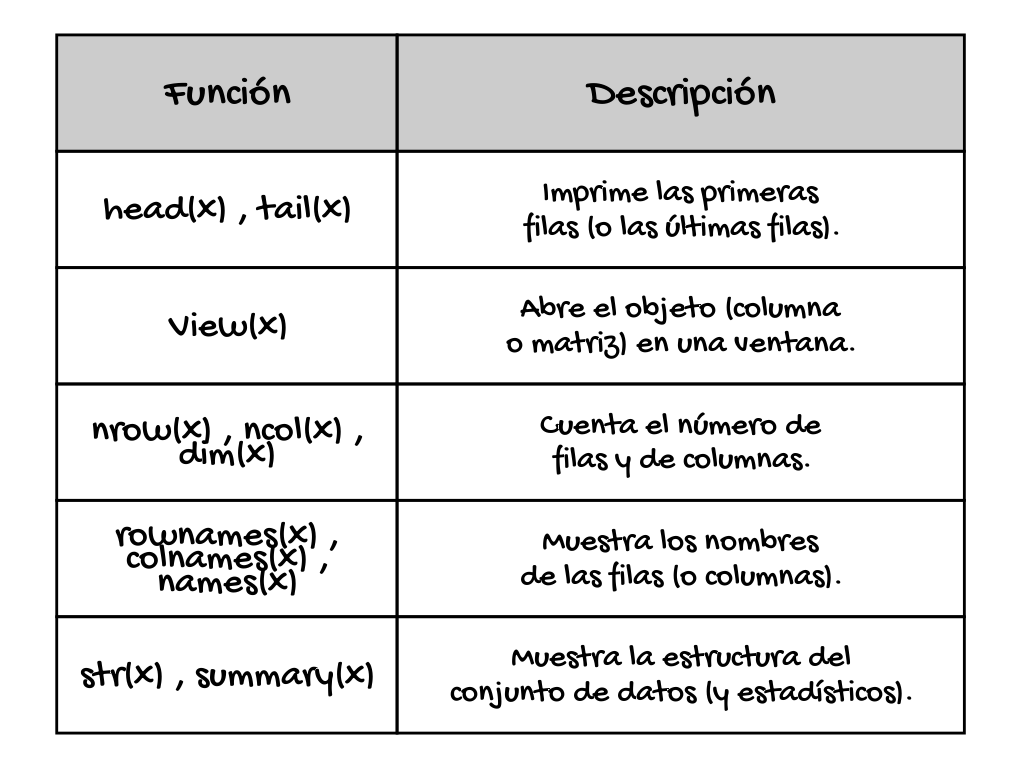 Función
Descripción
head(x) , tail(x)
Imprime las primeras
filas (o las últimas filas).
View(x)
Abre el objeto (columna
o matriz) en una ventana.
nrow(x) , ncol(x) ,
dim(x)
Cuenta el número de
filas y de columnas.
rownames(x) ,
colnames(x) ,
names(x)
Muestra los nombres
de las filas (o columnas).
str(x) , summary(x)
Muestra la estructura del
conjunto de datos (y estadísticos).